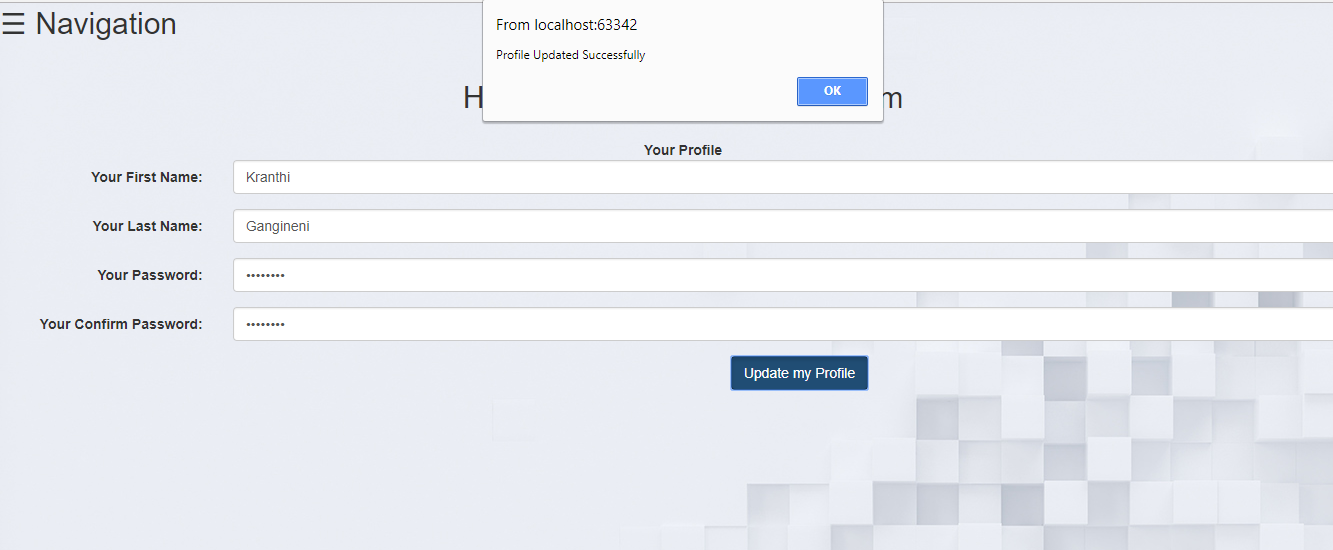 ☰ Navigation
From localhost:63342
Profile Updated Successfully
OK
Your Profile
Your First Name: Kranthi
Your Last Name: Gangineni
Your Password: ••••••••
Your Confirm Password: ••••••••
Update my Profile